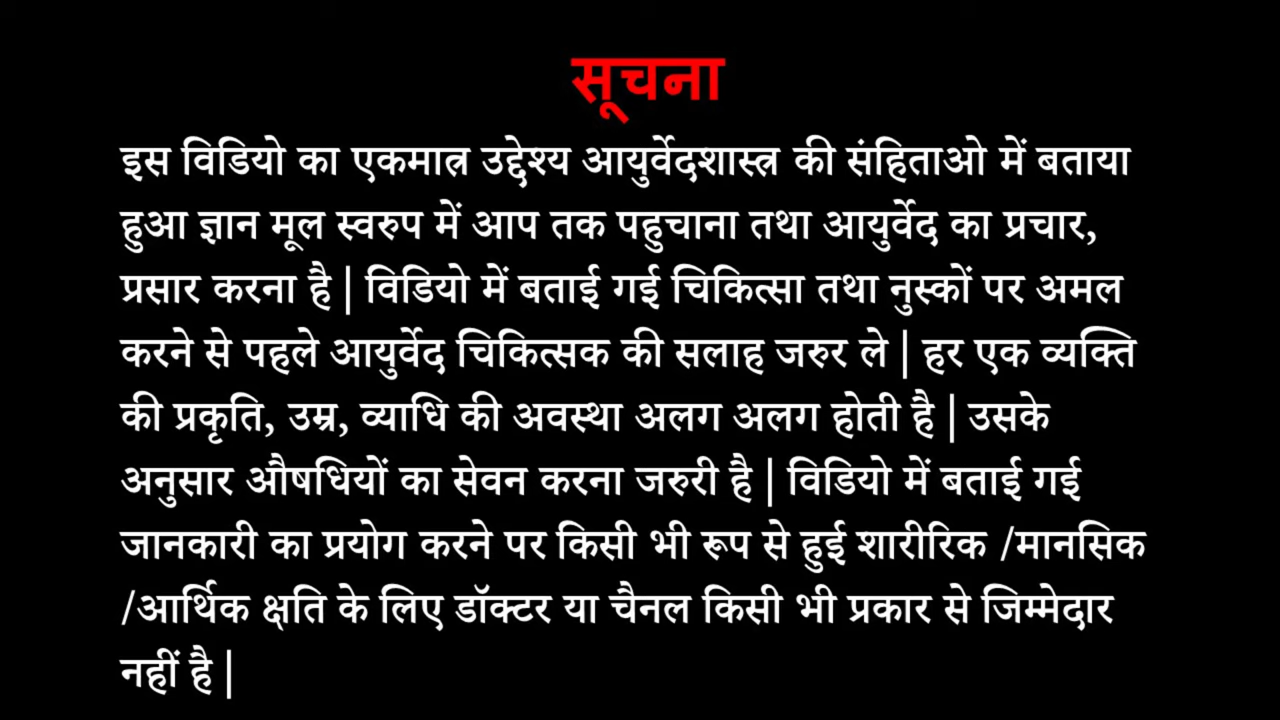 सूचना
इस विडियो का एकमात्र उद्देश्य आयुर्वेदशास्त्र की संहिताओ में बताया
हुआ ज्ञान मूल स्वरुप में आप तक पहुचाना तथा आयुर्वेद का प्रचार,
प्रसार करना है | विडियो में बताई गई चिकित्सा तथा नुस्कों पर अमल
करने से पहले आयुर्वेद चिकित्सक की सलाह जरुर ले | हर एक व्यक्ति
की प्रकृति, उम्र, व्याधि की अवस्था अलग अलग होती है | उसके
अनुसार औषधियों का सेवन करना जरुरी है | विडियो में बताई गई
जानकारी का प्रयोग करने पर किसी भी रूप से हुई शारीरिक /मानसिक
/आर्थिक क्षति के लिए डॉक्टर या चैनल किसी भी प्रकार से जिम्मेदार
नहीं है |